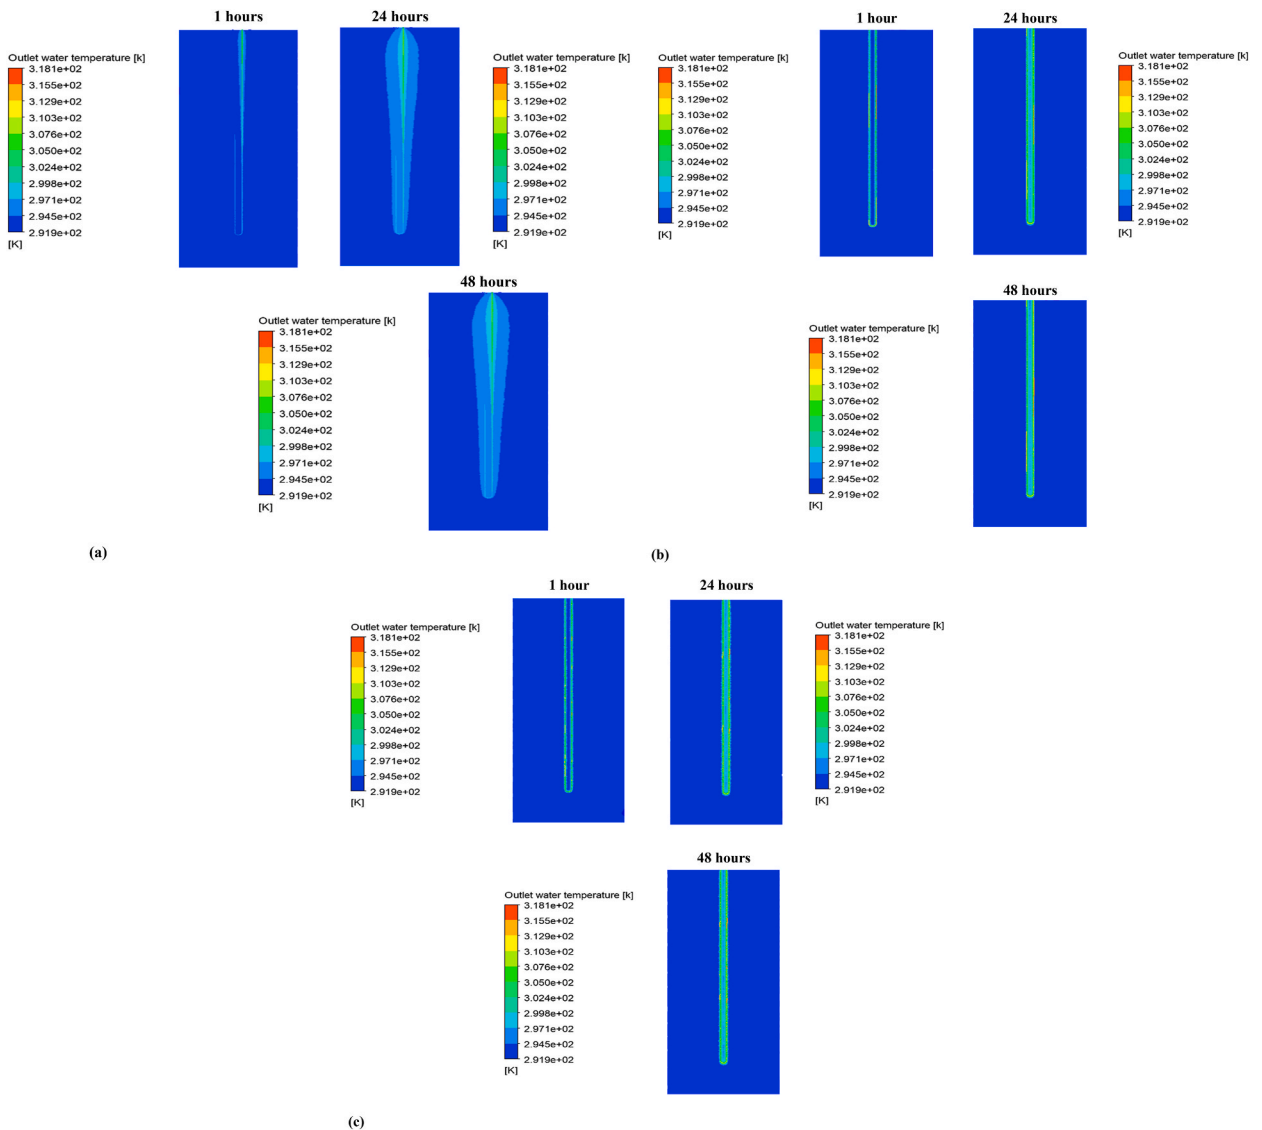 1 hours
24 hours
Outlet water temperature [k]
3.181e+02
3.155e+02
3.129e+02
3.103e+02
3.076e+02
3.050e+02
3.024e+02
2.998e+02
2.971e+02
2.945e+02
2.919e+02
[K]
Outlet water temperature [k]
3.181e+02
3.155e+02
3.129e+02
3.103e+02
3.076e+02
3.050e+02
3.024e+02
2.998e+02
2.971e+02
2.945e+02
2.919e+02
[K]
48 hours
Outlet water temperature [k]
3.181e+02
3.155e+02
3.129e+02
3.103e+02
3.076e+02
3.050e+02
3.024e+02
2.998e+02
2.971e+02
2.945e+02
2.919e+02
[K]
(a)
1 hour
24 hours
Outlet water temperature [k]
3.181e+02
3.155e+02
3.129e+02
3.103e+02
3.076e+02
3.050e+02
3.024e+02
2.998e+02
2.971e+02
2.945e+02
2.919e+02
[K]
Outlet water temperature [k]
3.181e+02
3.155e+02
3.129e+02
3.103e+02
3.076e+02
3.050e+02
3.024e+02
2.998e+02
2.971e+02
2.945e+02
2.919e+02
[K]
48 hours
Outlet water temperature [k]
3.181e+02
3.155e+02
3.129e+02
3.103e+02
3.076e+02
3.050e+02
3.024e+02
2.998e+02
2.971e+02
2.945e+02
2.919e+02
[K]
(b)
1 hour
24 hours
Outlet water temperature [k]
3.181e+02
3.155e+02
3.129e+02
3.103e+02
3.076e+02
3.050e+02
3.024e+02
2.998e+02
2.971e+02
2.945e+02
2.919e+02
[K]
Outlet water temperature [k]
3.181e+02
3.155e+02
3.129e+02
3.103e+02
3.076e+02
3.050e+02
3.024e+02
2.998e+02
2.971e+02
2.945e+02
2.919e+02
[K]
48 hours
Outlet water temperature [k]
3.181e+02
3.155e+02
3.129e+02
3.103e+02
3.076e+02
3.050e+02
3.024e+02
2.998e+02
2.971e+02
2.945e+02
2.919e+02
[K]
(c)